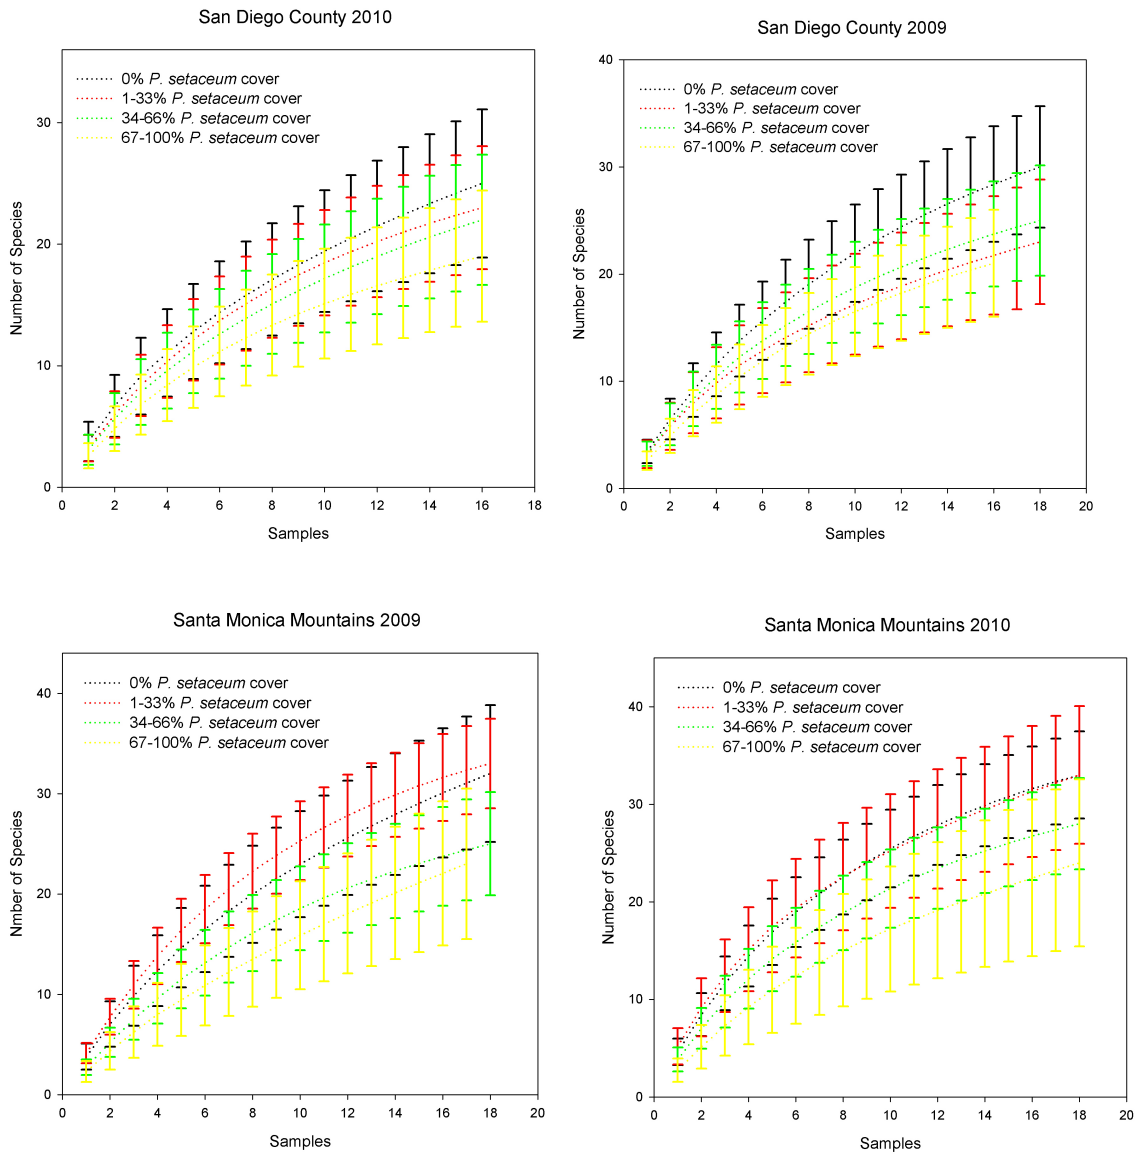 San Diego County 2010
0% P. setaceum cover
1-33% P. setaceum cover
34-66% P. setaceum cover
67-100% P. setaceum cover
Number of Species
30
20
10
0
0 2 4 6 8 10 12 14 16 18
Samples
San Diego County 2009
0% P. setaceum cover
1-33% P. setaceum cover
34-66% P. setaceum cover
67-100% P. setaceum cover
Number of Species
40
30
20
10
0
0 2 4 6 8 10 12 14 16 18 20
Samples
Santa Monica Mountains 2009
0% P. setaceum cover
1-33% P. setaceum cover
34-66% P. setaceum cover
67-100% P. setaceum cover
Nmber of Species
40
30
20
10
0
0 2 4 6 8 10 12 14 16 18 20
Samples
Santa Monica Mountains 2010
0% P. setaceum cover
1-33% P. setaceum cover
34-66% P. setaceum cover
67-100% P. setaceum cover
Number of Species
40
30
20
10
0
0 2 4 6 8 10 12 14 16 18 20
Samples